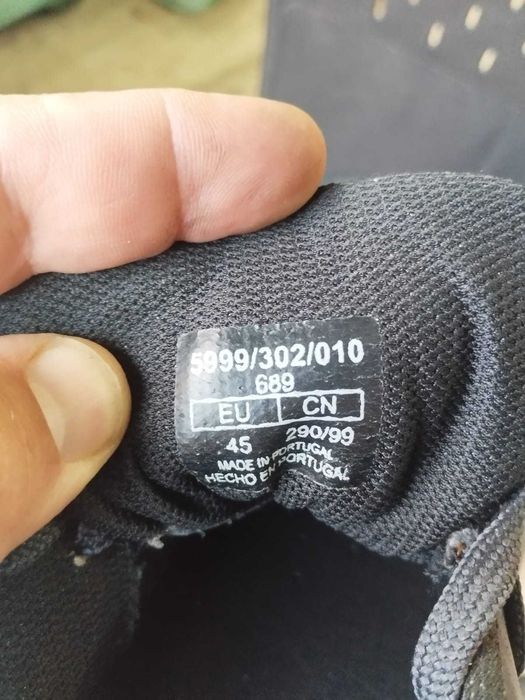 5999/302/010
689
EU CN
45 290/99
MADE IN PORTUGAL
HECHO EN PORTUGAL